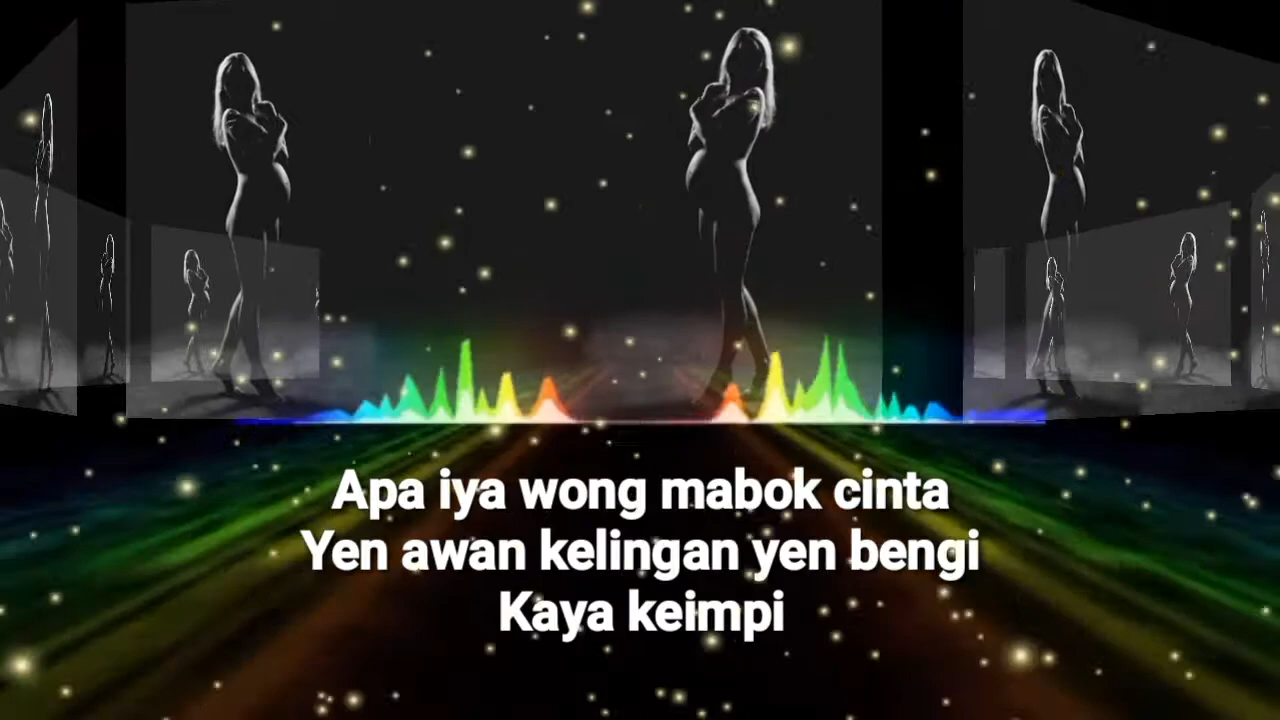 Apa iya wong mabok cinta
Yen awan kelingan yen bengi
Kaya keimpi